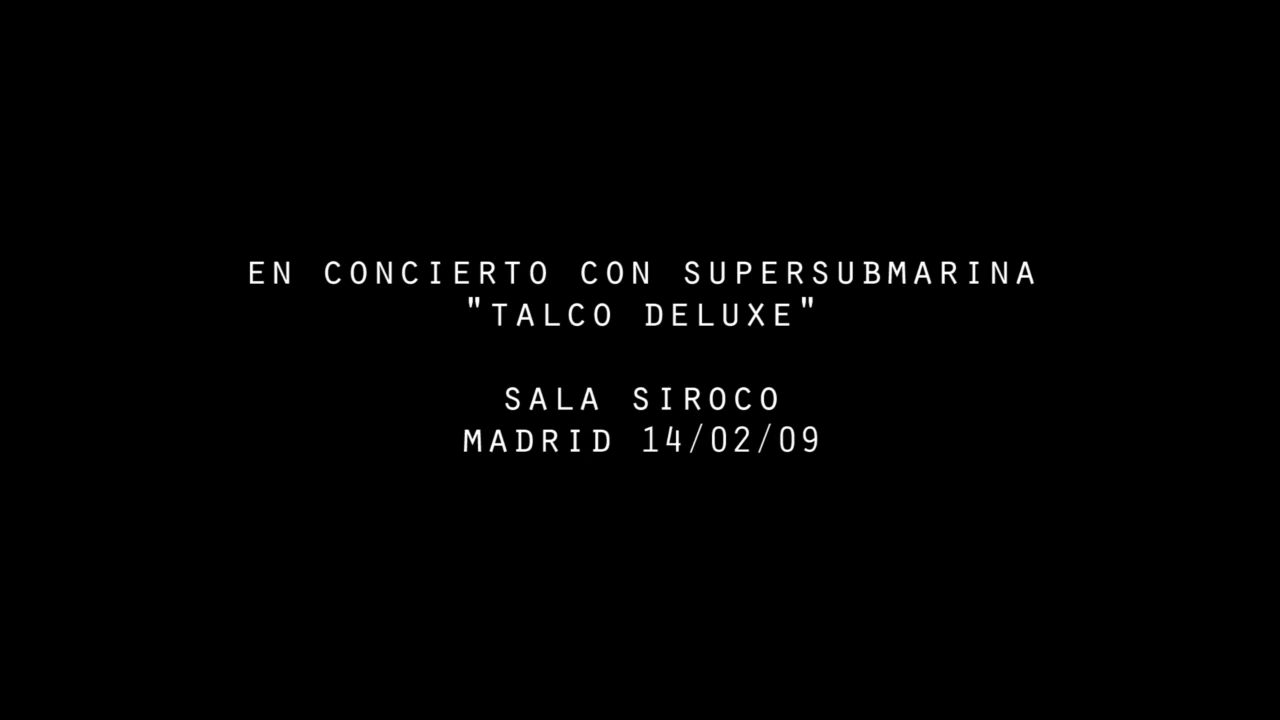 EN CONCIERTO CON SUPERSUBMARINA
"TALCO DELUXE"
SALA SIROCO
MADRID 14/02/09